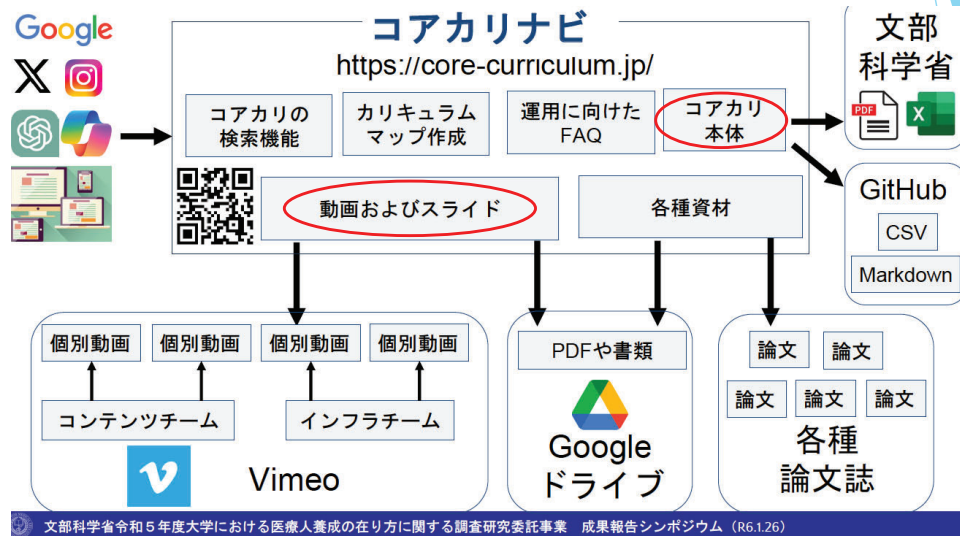 Google
コアカリナビ
https://core-curriculum.jp/
コアカリの
検索機能
カリキュラム
マップ作成
運用に向けた
FAQ
コアカリ
本体
動画およびスライド
各種資材
文部
科学省
PDF
X
GitHub
CSV
Markdown
個別動画
個別動画
個別動画
個別動画
コンテンツチーム
インフラチーム
Vimeo
PDFや書類
Google
ドライブ
論文
論文
論文
論文
論文
各種
論文誌
文部科学省令和５年度大学における医療人養成の在り方に関する調査研究委託事業 成果報告シンポジウム（R6.1.26）